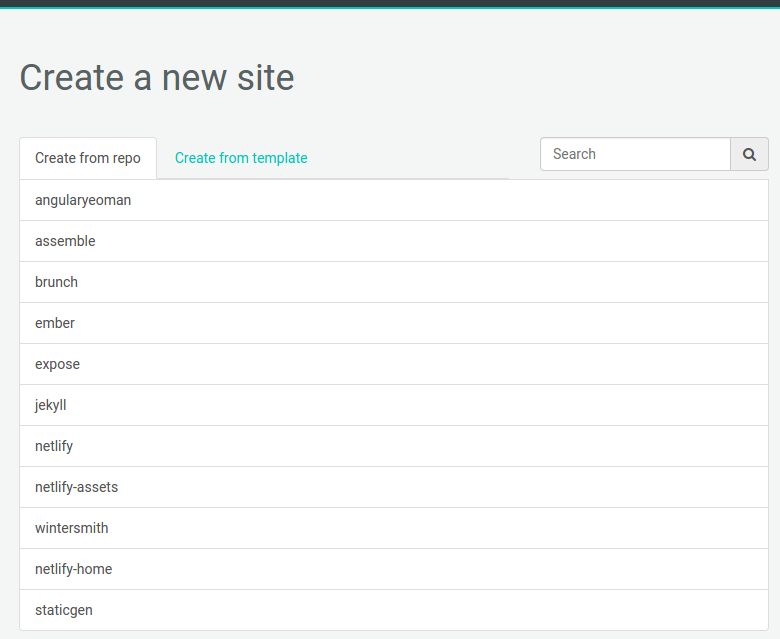 Create a new site
Create from repo
Create from template
Search
angularyeoman
assemble
brunch
ember
expose
jekyll
netlify
netlify-assets
wintersmith
netlify-home
staticgen